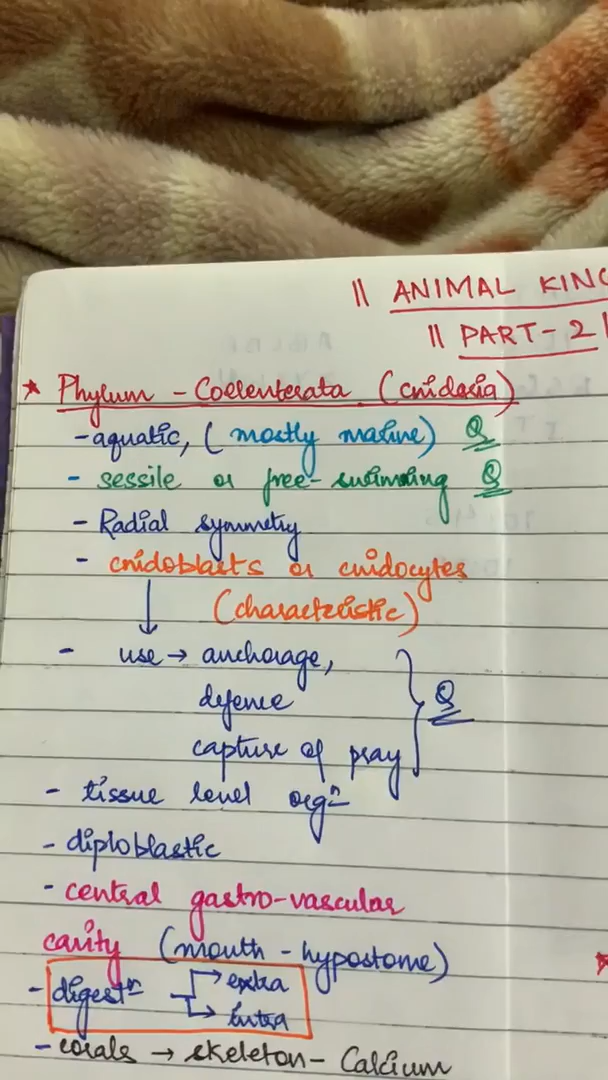 || ANIMAL KING
|| PART-2 |
* Phylum - Coelenterata (cnidaria)
- aquatic, (mostly marine) Q
- sessile or free-swimming Q
- Radial symmetry
- cnidoblasts or cnidocytes
(characteristic)
- use → anchorage,
defence
capture of pray Q
- tissue level orgⁿ
- diploblastic
- central gastro-vascular
cavity (mouth - hypostome)
- digestⁿ → extra
→ intra
- corals → skeleton - Calcium